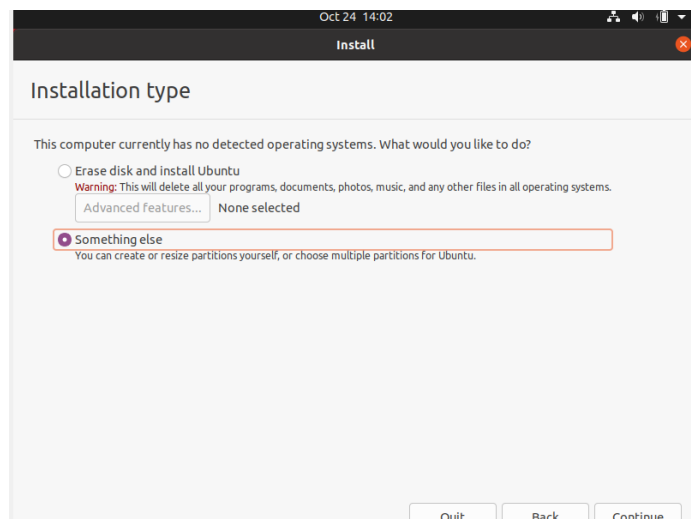 Oct 24 14:02
Install
Installation type
This computer currently has no detected operating systems. What would you like to do?
Erase disk and install Ubuntu
Warning: This will delete all your programs, documents, photos, music, and any other files in all operating systems.
Advanced features... None selected
Something else
You can create or resize partitions yourself, or choose multiple partitions for Ubuntu.
Quit Back Continue